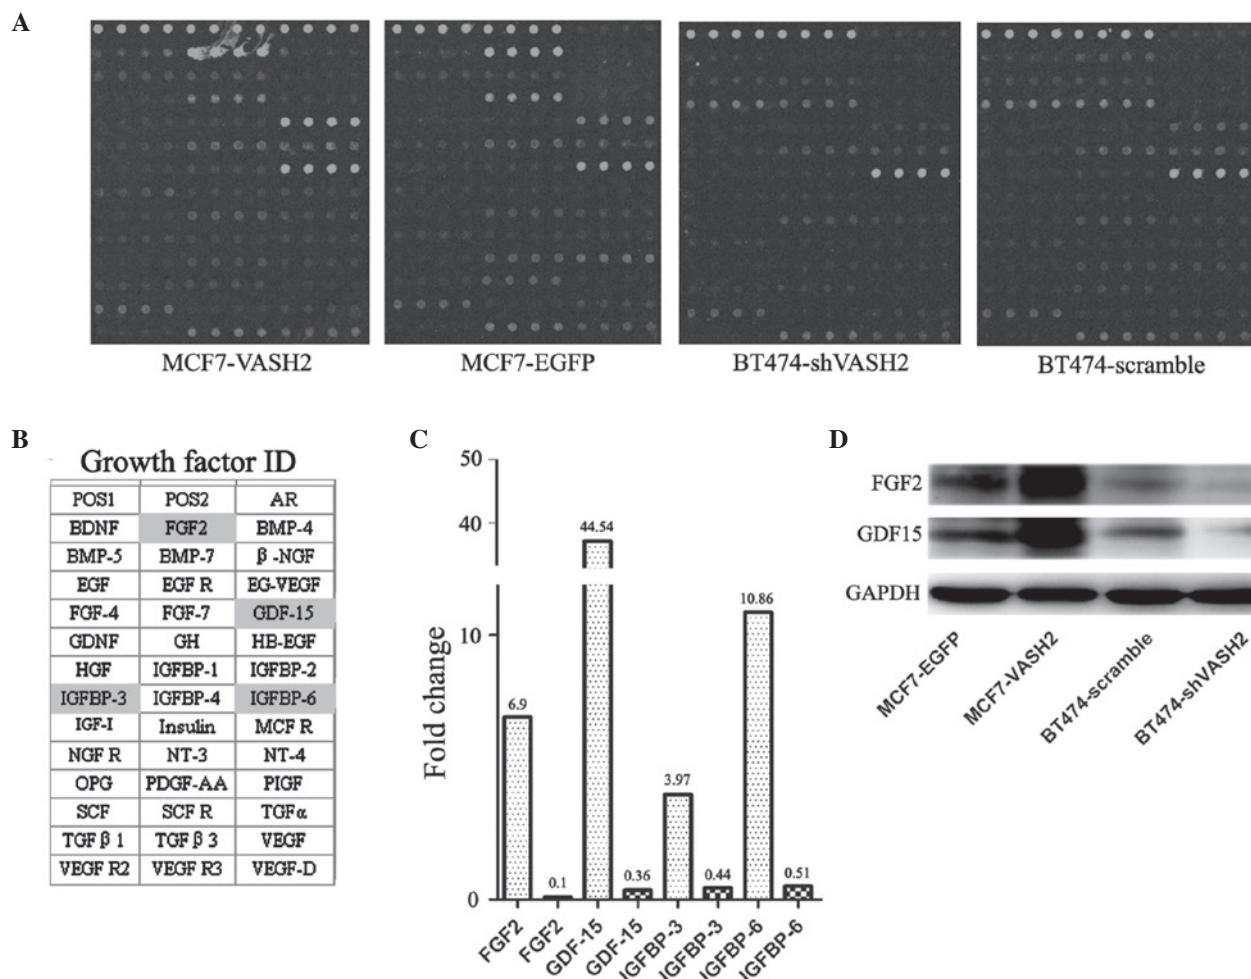 A
MCF7-VASH2 MCF7-EGFP BT474-shVASH2 BT474-scramble
B
Growth factor ID
POS1 POS2 AR
BDNF FGF2 BMP-4
BMP-5 BMP-7 β-NGF
EGF EGF R EG-VEGF
FGF-4 FGF-7 GDF-15
GDNF GH HB-EGF
HGF IGFBP-1 IGFBP-2
IGFBP-3 IGFBP-4 IGFBP-6
IGF-I Insulin MCF R
NGF R NT-3 NT-4
OPG PDGF-AA PIGF
SCF SCF R TGFα
TGFβ1 TGFβ3 VEGF
VEGF R2 VEGF R3 VEGF-D
C
Fold change
50
40
10
0
6.9
0.1
44.54
0.36
3.97
0.44
10.86
0.51
FGF2
FGF2
GDF-15
GDF-15
IGFBP-3
IGFBP-3
IGFBP-6
IGFBP-6
D
FGF2
GDF15
GAPDH
MCF7-EGFP
MCF7-VASH2
BT474-scramble
BT474-shVASH2